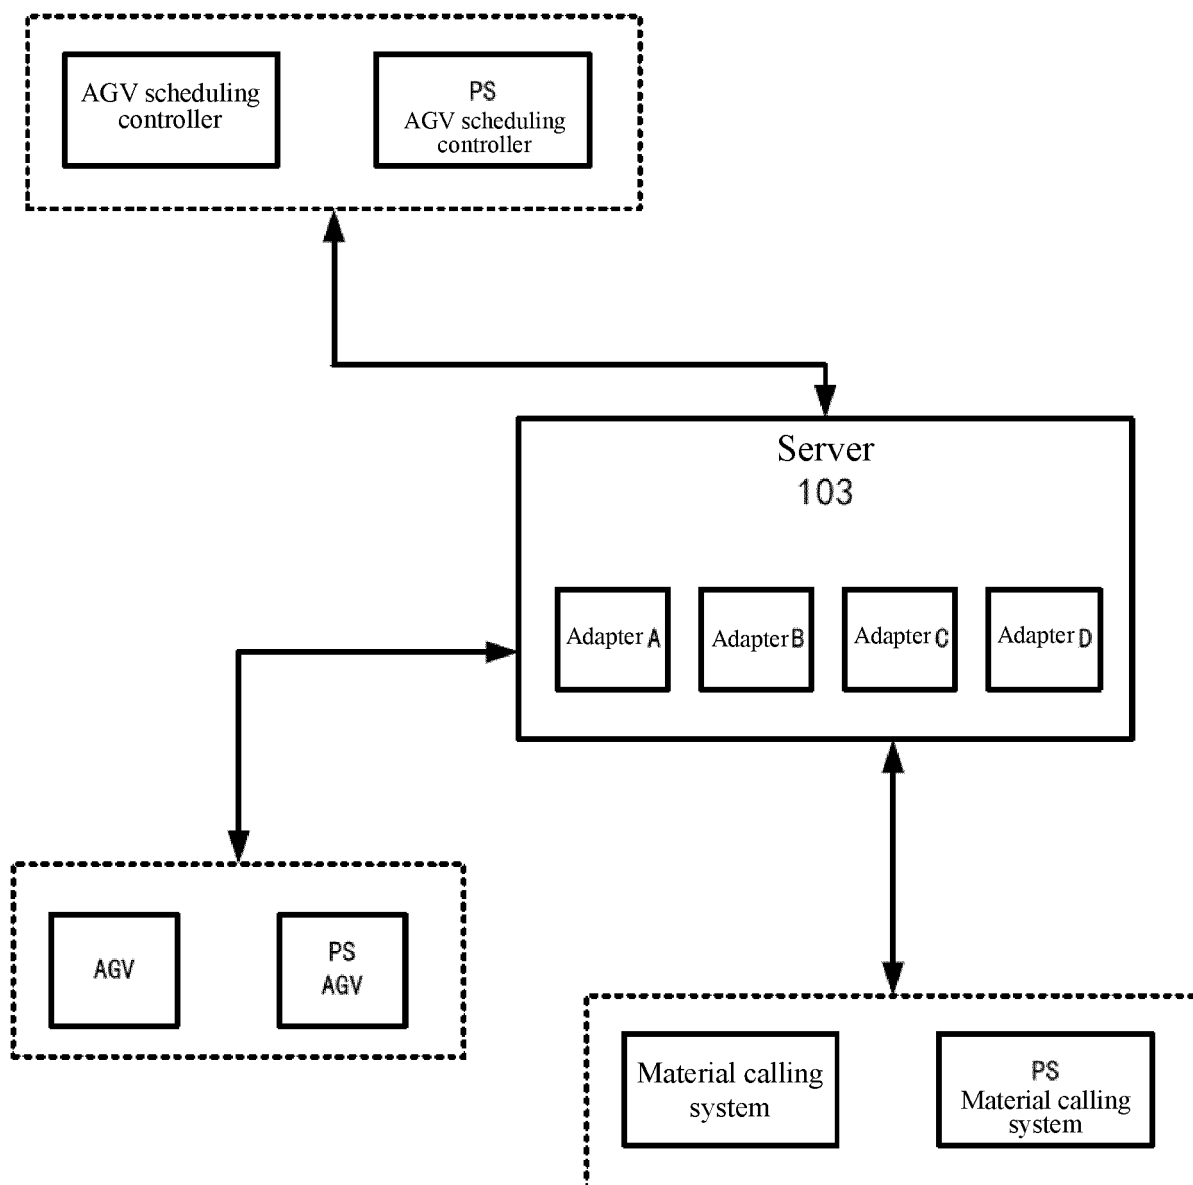 AGV scheduling
controller
PS
AGV scheduling
controller
Server
103
Adapter A
Adapter B
Adapter C
Adapter D
AGV
PS
AGV
Material calling
system
PS
Material calling
system